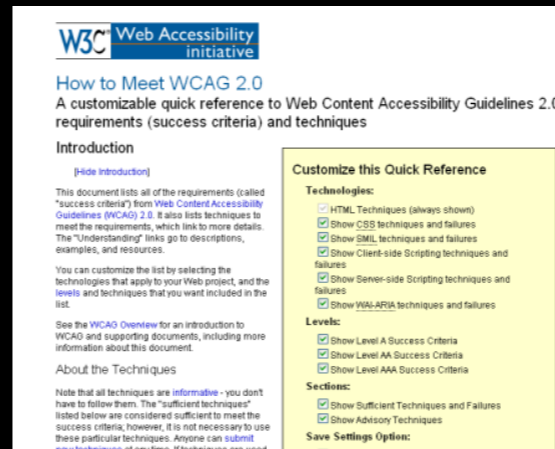 W3C Web Accessibility
initiative
How to Meet WCAG 2.0
A customizable quick reference to Web Content Accessibility Guidelines 2.0
requirements (success criteria) and techniques
Introduction
[Hide Introduction]
This document lists all of the requirements (called
"success criteria") from Web Content Accessibility
Guidelines (WCAG) 2.0. It also lists techniques to
meet the requirements, which link to more details.
The "Understanding" links go to descriptions,
examples, and resources.
You can customize the list by selecting the
technologies that apply to your Web project, and the
levels and techniques that you want included in the
list.
See the WCAG Overview for an introduction to
WCAG and supporting documents, including more
information about this document.
About the Techniques
Note that all techniques are informative - you don't
have to follow them. The "sufficient techniques"
listed below are considered sufficient to meet the
success criteria; however, it is not necessary to use
these particular techniques. Anyone can submit
new techniques at any time. If techniques are used
Customize this Quick Reference
Technologies:
HTML Techniques (always shown)
Show CSS techniques and failures
Show SMIL techniques and failures
Show Client-side Scripting techniques and
failures
Show Server-side Scripting techniques and
failures
Show WAI-ARIA techniques and failures
Levels:
Show Level A Success Criteria
Show Level AA Success Criteria
Show Level AAA Success Criteria
Sections:
Show Sufficient Techniques and Failures
Show Advisory Techniques
Save Settings Option: